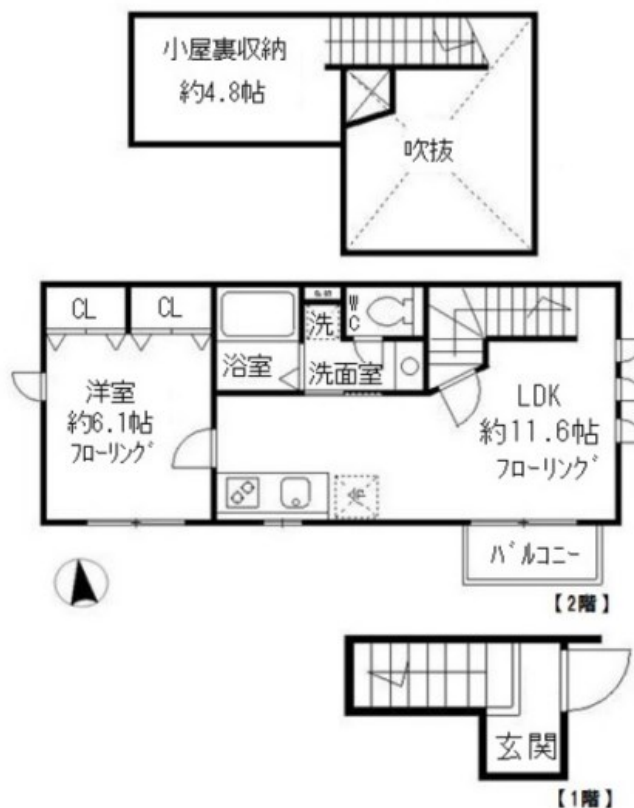 小屋裏収納
約4.8帖
吹抜
CL
CL
WC
洗
浴室
洗面室
洋室
約6.1帖
フローリング
LDK
約11.6帖
フローリング
冷
バルコニー
【2階】
玄関
【1階】